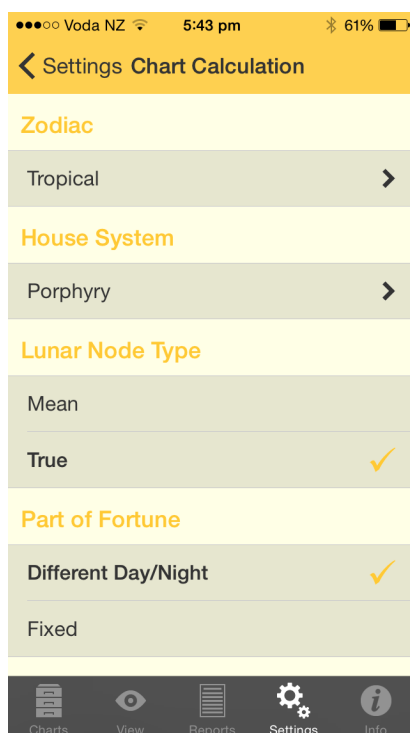 Voda NZ 5:43 pm 61%
Settings Chart Calculation
Zodiac
Tropical
House System
Porphyry
Lunar Node Type
Mean
True
Part of Fortune
Different Day/Night
Fixed
Charts View Reports Settings Info